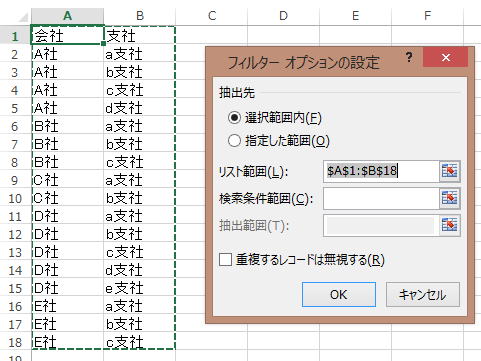 A B C D E F
1 会社 支社
2 A社 a支社
3 A社 b支社
4 A社 c支社
5 A社 d支社
6 B社 a支社
7 B社 b支社
8 B社 c支社
9 C社 a支社
10 C社 b支社
11 D社 a支社
12 D社 b支社
13 D社 c支社
14 D社 d支社
15 D社 e支社
16 E社 a支社
17 E社 b支社
18 E社 c支社
フィルター オプションの設定 ? ×
抽出先
選択範囲内(F)
指定した範囲(O)
リスト範囲(L): $A$1:$B$18
検索条件範囲(C):
抽出範囲(T):
重複するレコードは無視する(R)
OK キャンセル